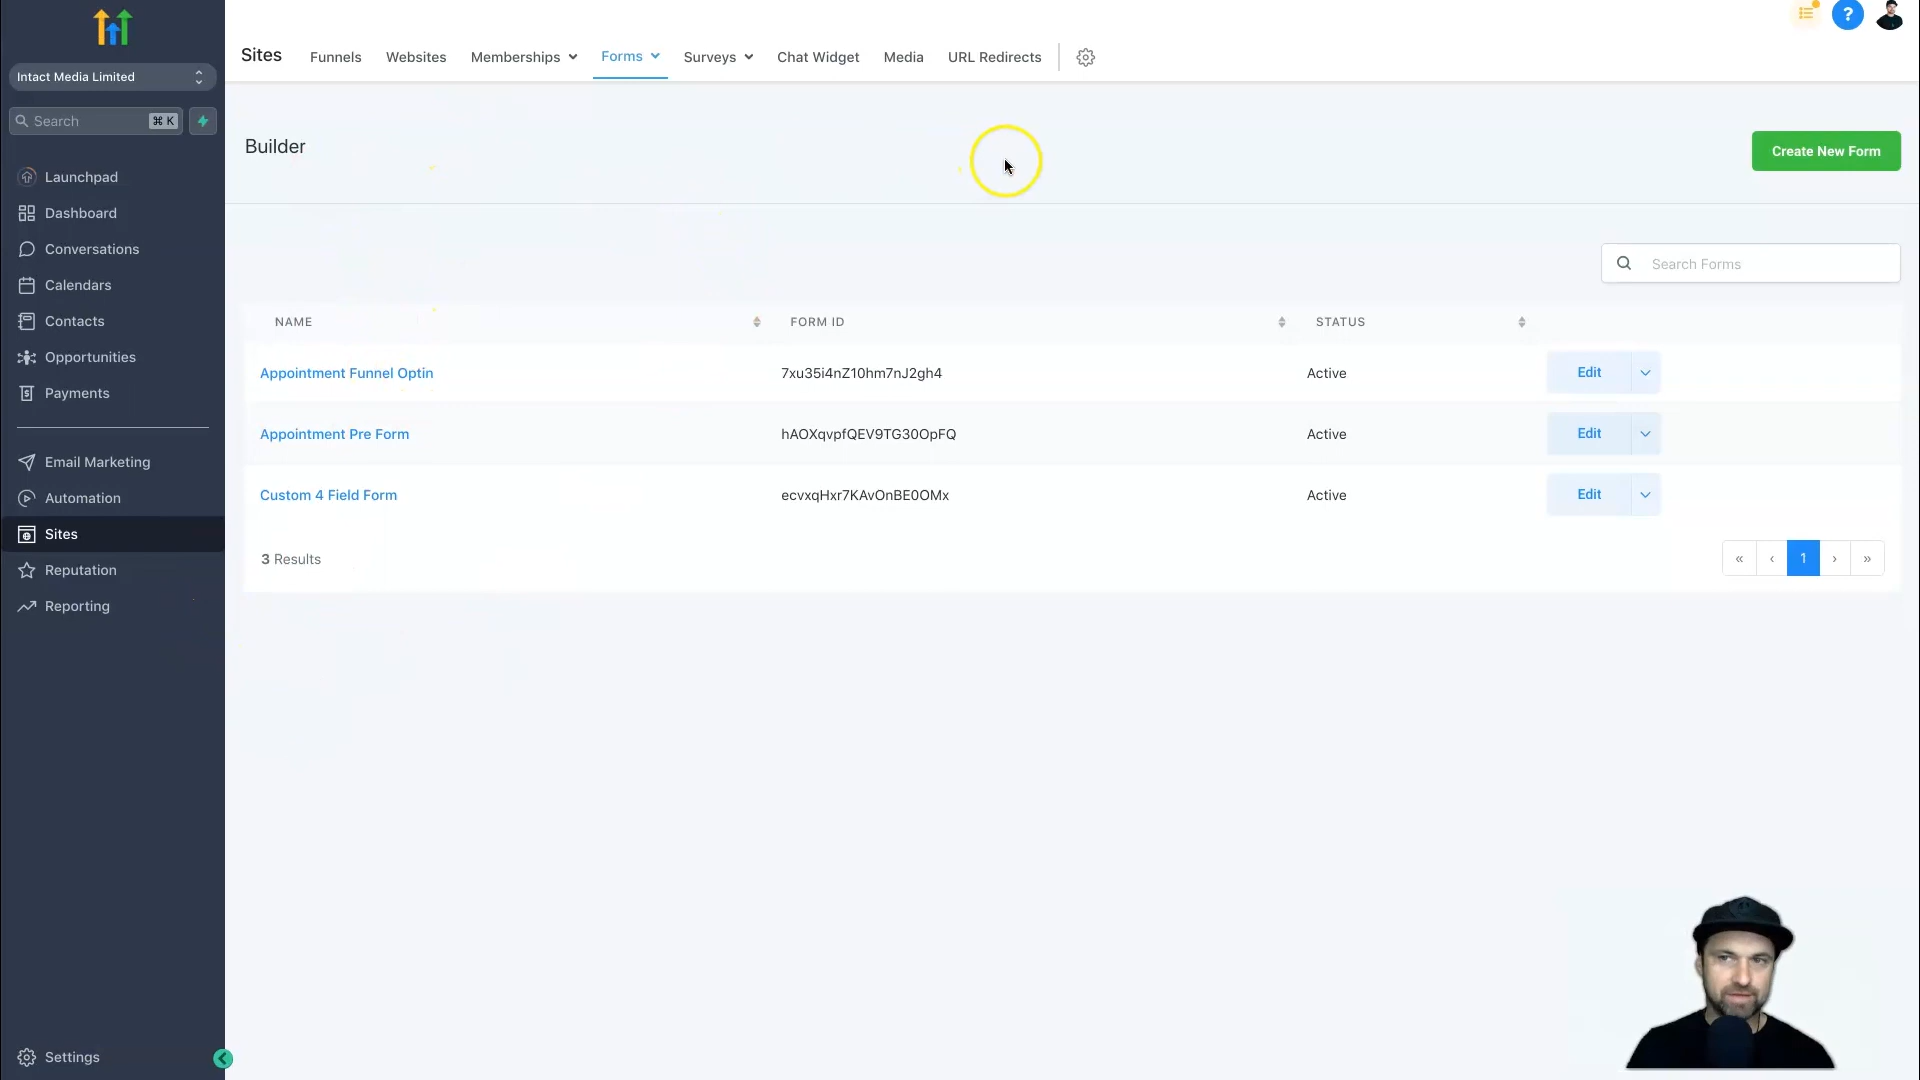 Intact Media Limited
Search ⌘ K
Launchpad
Dashboard
Conversations
Calendars
Contacts
Opportunities
Payments
Email Marketing
Automation
Sites
Reputation
Reporting
Settings
Sites Funnels Websites Memberships Forms Surveys Chat Widget Media URL Redirects
?
Builder
Create New Form
Search Forms
NAME FORM ID STATUS
Appointment Funnel Optin 7xu35i4nZ10hm7nJ2gh4 Active Edit
Appointment Pre Form hAOXqvpfQEV9TG30OpFQ Active Edit
Custom 4 Field Form ecvxqHxr7KAvOnBE0OMx Active Edit
3 Results
« ‹ 1 › »